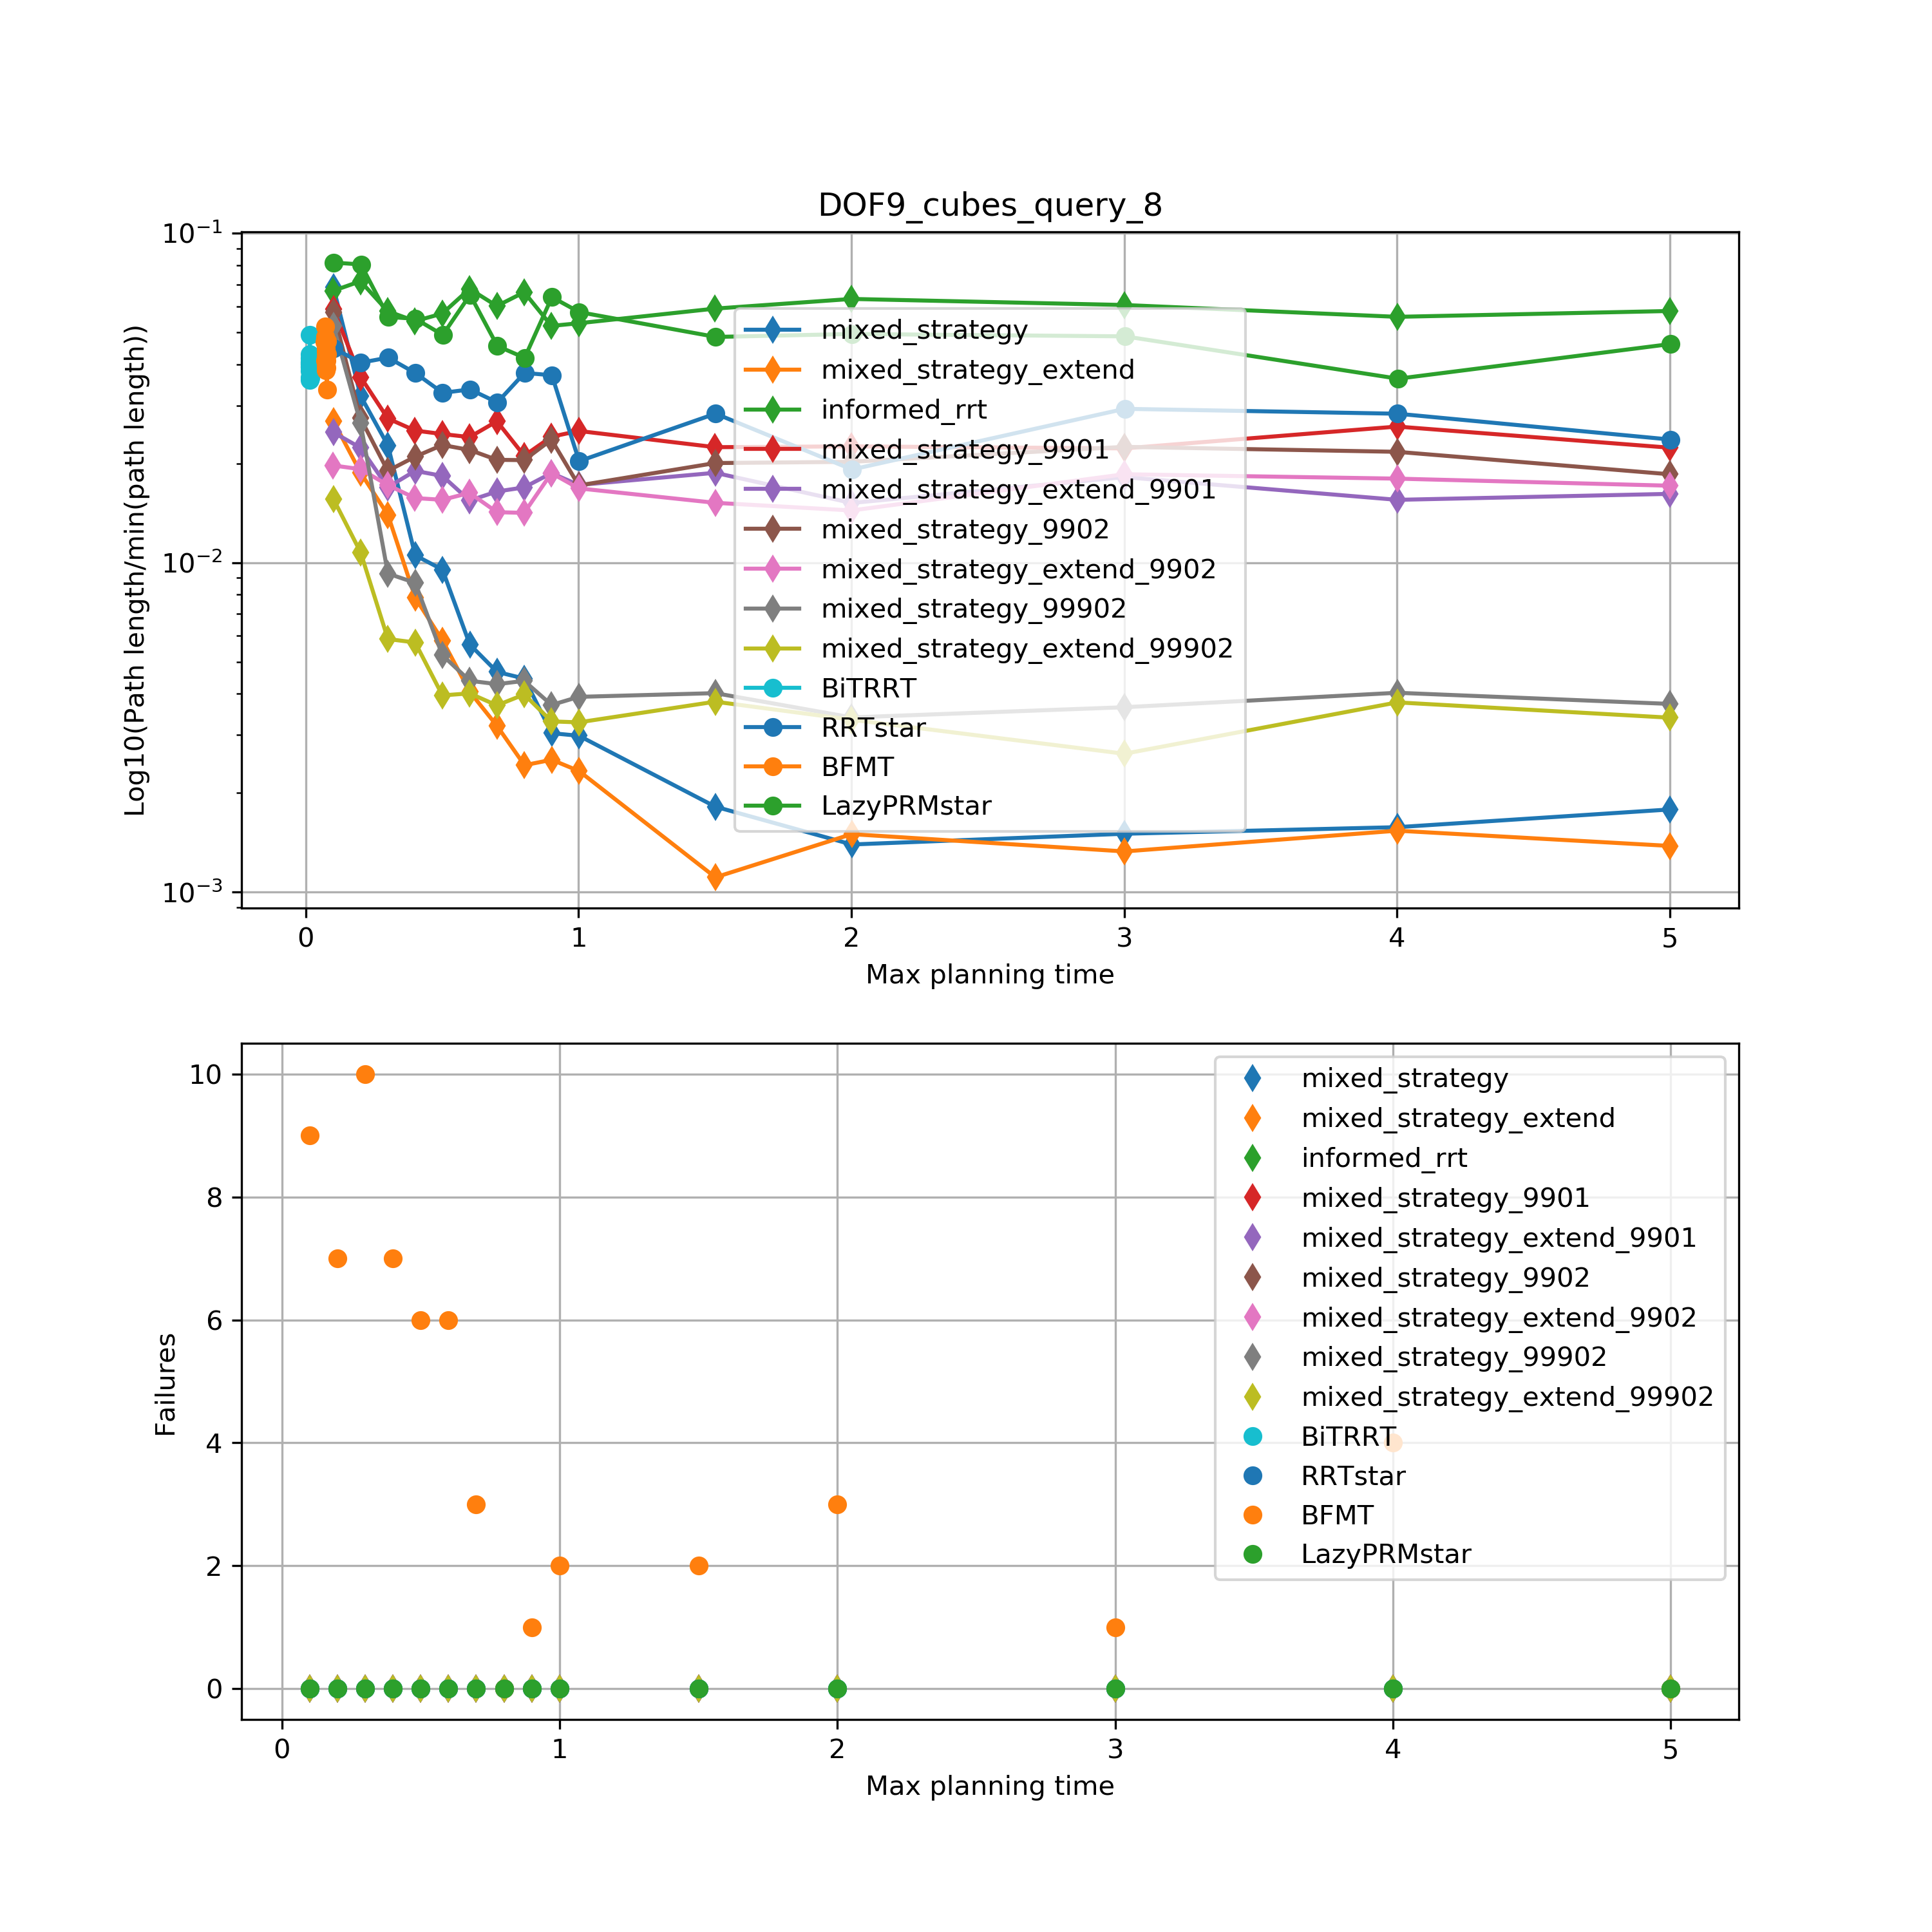 DOF9_cubes_query_8
10⁻¹
10⁻²
10⁻³
Log10(Path length/min(path length))
mixed_strategy
mixed_strategy_extend
informed_rrt
mixed_strategy_9901
mixed_strategy_extend_9901
mixed_strategy_9902
mixed_strategy_extend_9902
mixed_strategy_99902
mixed_strategy_extend_99902
BiTRRT
RRTstar
BFMT
LazyPRMstar
0 1 2 3 4 5
Max planning time
10
8
6
4
2
0
Failures
mixed_strategy
mixed_strategy_extend
informed_rrt
mixed_strategy_9901
mixed_strategy_extend_9901
mixed_strategy_9902
mixed_strategy_extend_9902
mixed_strategy_99902
mixed_strategy_extend_99902
BiTRRT
RRTstar
BFMT
LazyPRMstar
0 1 2 3 4 5
Max planning time